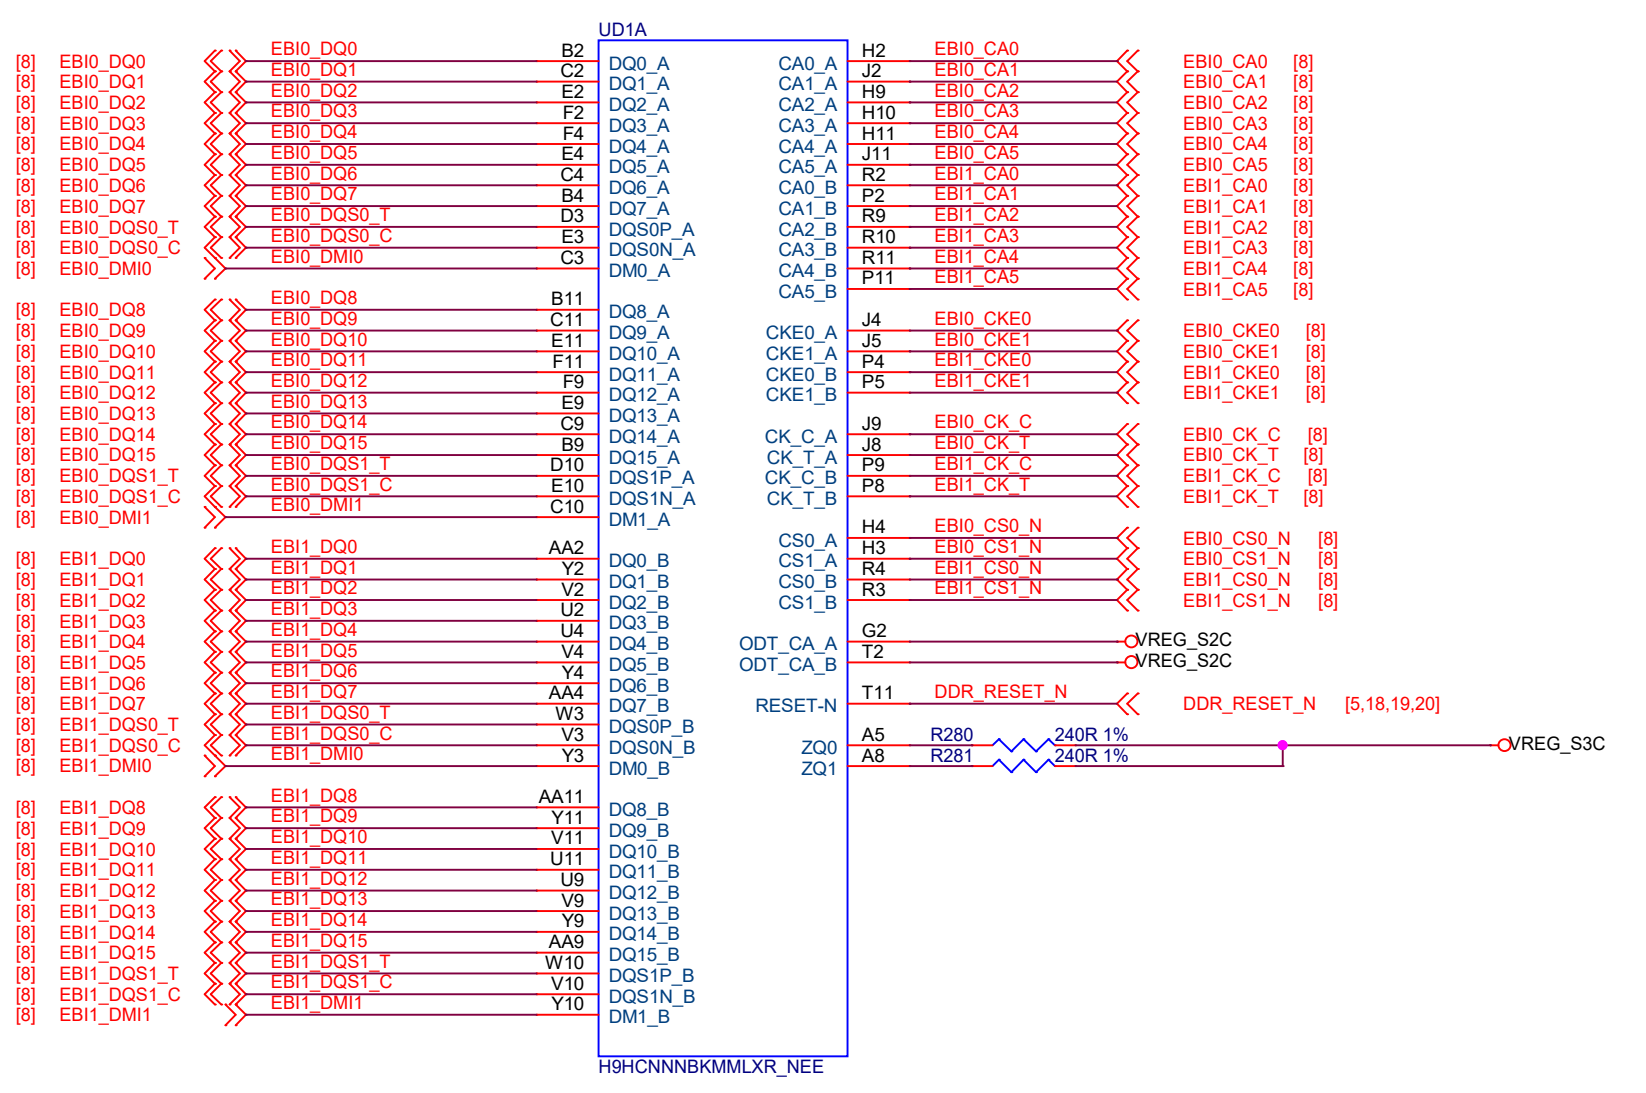 UD1A
[8] EBI0_DQ0 EBI0_DQ0 B2 DQ0_A CA0_A H2 EBI0_CA0 EBI0_CA0 [8]
[8] EBI0_DQ1 EBI0_DQ1 C2 DQ1_A CA1_A J2 EBI0_CA1 EBI0_CA1 [8]
[8] EBI0_DQ2 EBI0_DQ2 E2 DQ2_A CA2_A H9 EBI0_CA2 EBI0_CA2 [8]
[8] EBI0_DQ3 EBI0_DQ3 F2 DQ3_A CA3_A H10 EBI0_CA3 EBI0_CA3 [8]
[8] EBI0_DQ4 EBI0_DQ4 F4 DQ4_A CA4_A H11 EBI0_CA4 EBI0_CA4 [8]
[8] EBI0_DQ5 EBI0_DQ5 E4 DQ5_A CA5_A J11 EBI0_CA5 EBI0_CA5 [8]
[8] EBI0_DQ6 EBI0_DQ6 C4 DQ6_A CA0_B R2 EBI1_CA0 EBI1_CA0 [8]
[8] EBI0_DQ7 EBI0_DQ7 B4 DQ7_A CA1_B P2 EBI1_CA1 EBI1_CA1 [8]
[8] EBI0_DQS0_T EBI0_DQS0_T D3 DQS0P_A CA2_B R9 EBI1_CA2 EBI1_CA2 [8]
[8] EBI0_DQS0_C EBI0_DQS0_C E3 DQS0N_A CA3_B R10 EBI1_CA3 EBI1_CA3 [8]
[8] EBI0_DMI0 EBI0_DMI0 C3 DM0_A CA4_B R11 EBI1_CA4 EBI1_CA4 [8]
CA5_B P11 EBI1_CA5 EBI1_CA5 [8]
[8] EBI0_DQ8 EBI0_DQ8 B11 DQ8_A
[8] EBI0_DQ9 EBI0_DQ9 C11 DQ9_A CKE0_A J4 EBI0_CKE0 EBI0_CKE0 [8]
[8] EBI0_DQ10 EBI0_DQ10 E11 DQ10_A CKE1_A J5 EBI0_CKE1 EBI0_CKE1 [8]
[8] EBI0_DQ11 EBI0_DQ11 F11 DQ11_A CKE0_B P4 EBI1_CKE0 EBI1_CKE0 [8]
[8] EBI0_DQ12 EBI0_DQ12 F9 DQ12_A CKE1_B P5 EBI1_CKE1 EBI1_CKE1 [8]
[8] EBI0_DQ13 EBI0_DQ13 E9 DQ13_A
[8] EBI0_DQ14 EBI0_DQ14 C9 DQ14_A CK_C_A J9 EBI0_CK_C EBI0_CK_C [8]
[8] EBI0_DQ15 EBI0_DQ15 B9 DQ15_A CK_T_A J8 EBI0_CK_T EBI0_CK_T [8]
[8] EBI0_DQS1_T EBI0_DQS1_T D10 DQS1P_A CK_C_B P9 EBI1_CK_C EBI1_CK_C [8]
[8] EBI0_DQS1_C EBI0_DQS1_C E10 DQS1N_A CK_T_B P8 EBI1_CK_T EBI1_CK_T [8]
[8] EBI0_DMI1 EBI0_DMI1 C10 DM1_A
CS0_A H4 EBI0_CS0_N EBI0_CS0_N [8]
[8] EBI1_DQ0 EBI1_DQ0 AA2 DQ0_B CS1_A H3 EBI0_CS1_N EBI0_CS1_N [8]
[8] EBI1_DQ1 EBI1_DQ1 Y2 DQ1_B CS0_B R4 EBI1_CS0_N EBI1_CS0_N [8]
[8] EBI1_DQ2 EBI1_DQ2 V2 DQ2_B CS1_B R3 EBI1_CS1_N EBI1_CS1_N [8]
[8] EBI1_DQ3 EBI1_DQ3 U2 DQ3_B
[8] EBI1_DQ4 EBI1_DQ4 U4 DQ4_B ODT_CA_A G2 VREG_S2C
[8] EBI1_DQ5 EBI1_DQ5 V4 DQ5_B ODT_CA_B T2 VREG_S2C
[8] EBI1_DQ6 EBI1_DQ6 Y4 DQ6_B
[8] EBI1_DQ7 EBI1_DQ7 AA4 DQ7_B RESET-N T11 DDR_RESET_N DDR_RESET_N [5,18,19,20]
[8] EBI1_DQS0_T EBI1_DQS0_T W3 DQS0P_B
[8] EBI1_DQS0_C EBI1_DQS0_C V3 DQS0N_B ZQ0 A5 R280 240R 1% VREG_S3C
[8] EBI1_DMI0 EBI1_DMI0 Y3 DM0_B ZQ1 A8 R281 240R 1%
[8] EBI1_DQ8 EBI1_DQ8 AA11 DQ8_B
[8] EBI1_DQ9 EBI1_DQ9 Y11 DQ9_B
[8] EBI1_DQ10 EBI1_DQ10 V11 DQ10_B
[8] EBI1_DQ11 EBI1_DQ11 U11 DQ11_B
[8] EBI1_DQ12 EBI1_DQ12 U9 DQ12_B
[8] EBI1_DQ13 EBI1_DQ13 V9 DQ13_B
[8] EBI1_DQ14 EBI1_DQ14 Y9 DQ14_B
[8] EBI1_DQ15 EBI1_DQ15 AA9 DQ15_B
[8] EBI1_DQS1_T EBI1_DQS1_T W10 DQS1P_B
[8] EBI1_DQS1_C EBI1_DQS1_C V10 DQS1N_B
[8] EBI1_DMI1 EBI1_DMI1 Y10 DM1_B
H9HCNNNBKMMLXR_NEE